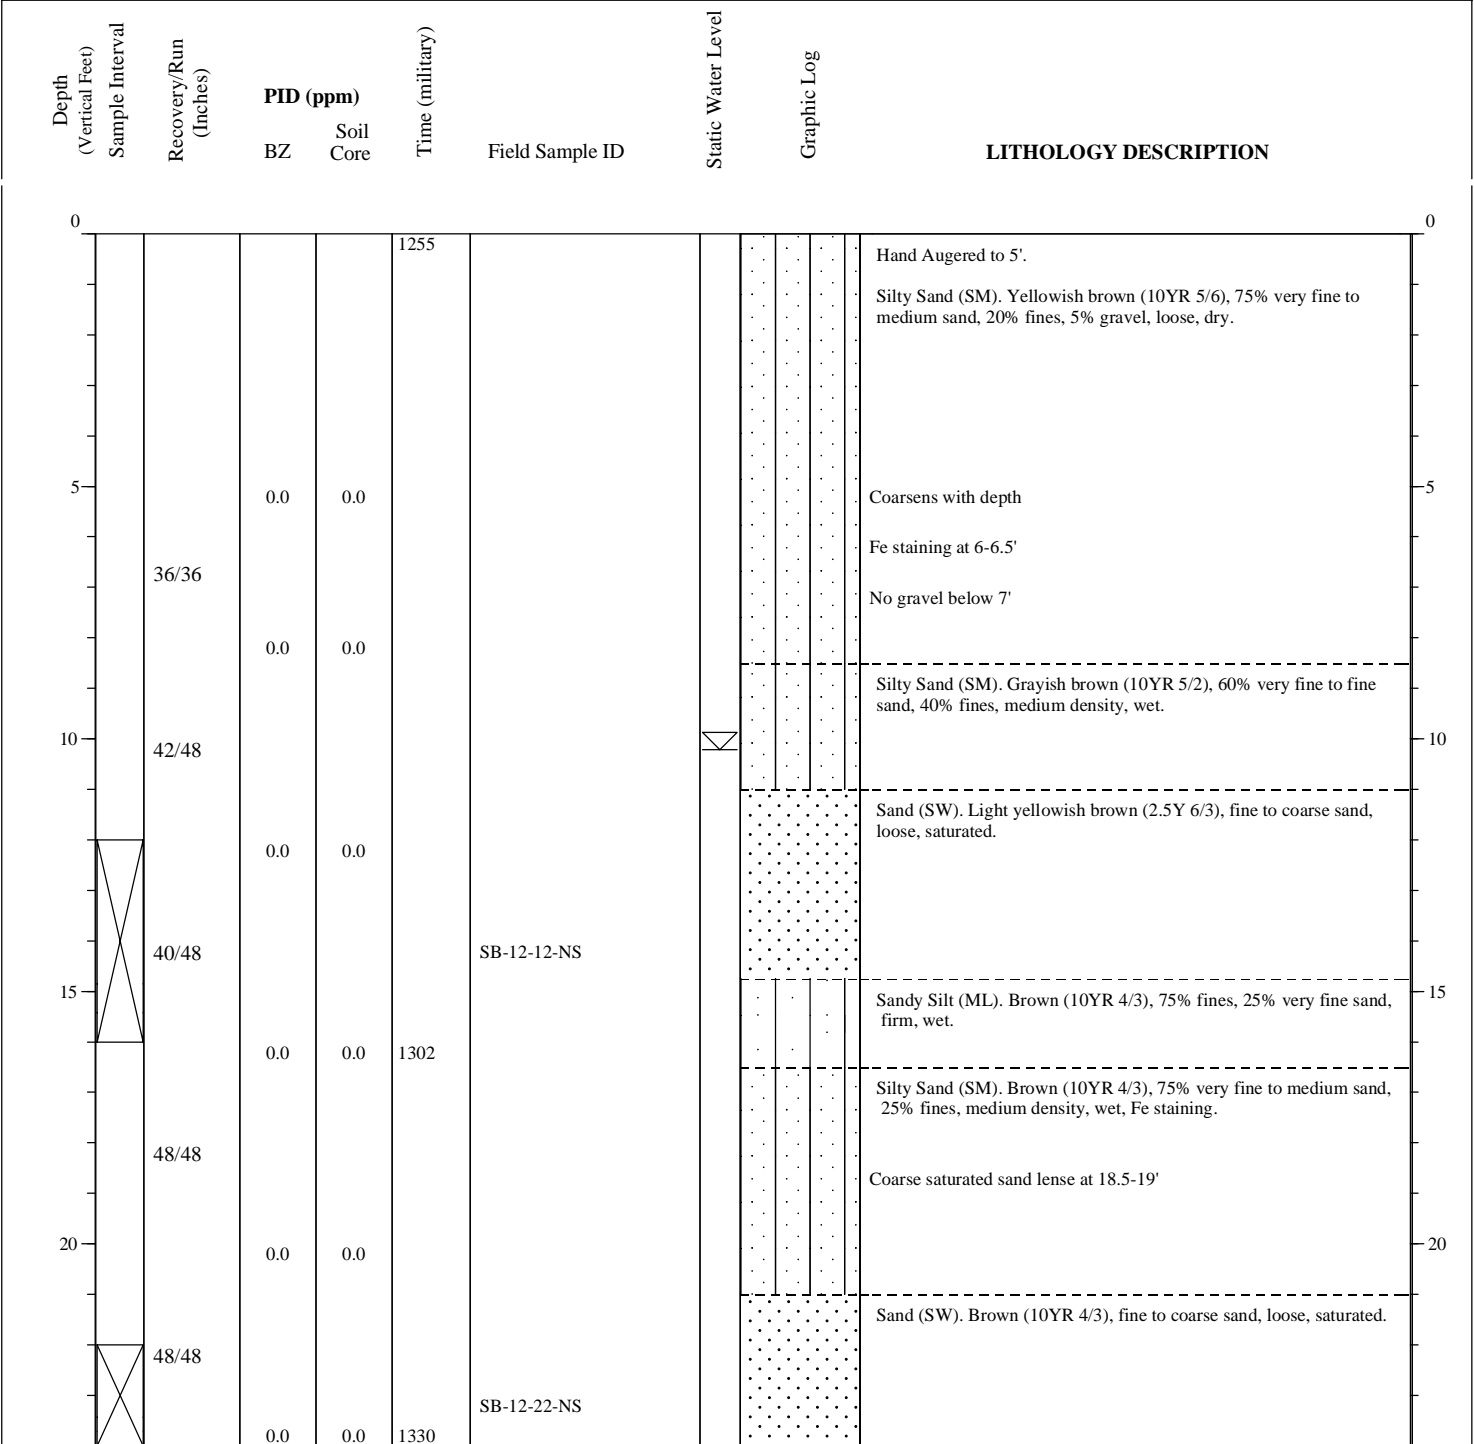 Depth
(Vertical Feet)
Sample Interval
Recovery/Run
(Inches)
PID (ppm)
BZ
Soil
Core
Time (military)
Field Sample ID
Static Water Level
Graphic Log
LITHOLOGY DESCRIPTION
0 0
1255
Hand Augered to 5'.
Silty Sand (SM). Yellowish brown (10YR 5/6), 75% very fine to
medium sand, 20% fines, 5% gravel, loose, dry.
5 0.0 0.0 Coarsens with depth 5
Fe staining at 6-6.5'
36/36
No gravel below 7'
0.0 0.0
Silty Sand (SM). Grayish brown (10YR 5/2), 60% very fine to fine
sand, 40% fines, medium density, wet.
10 42/48 10
Sand (SW). Light yellowish brown (2.5Y 6/3), fine to coarse sand,
loose, saturated.
0.0 0.0
40/48 SB-12-12-NS
15 15
Sandy Silt (ML). Brown (10YR 4/3), 75% fines, 25% very fine sand,
firm, wet.
0.0 0.0 1302
Silty Sand (SM). Brown (10YR 4/3), 75% very fine to medium sand,
25% fines, medium density, wet, Fe staining.
48/48
Coarse saturated sand lense at 18.5-19'
20 0.0 0.0 20
Sand (SW). Brown (10YR 4/3), fine to coarse sand, loose, saturated.
48/48
SB-12-22-NS
0.0 0.0 1330